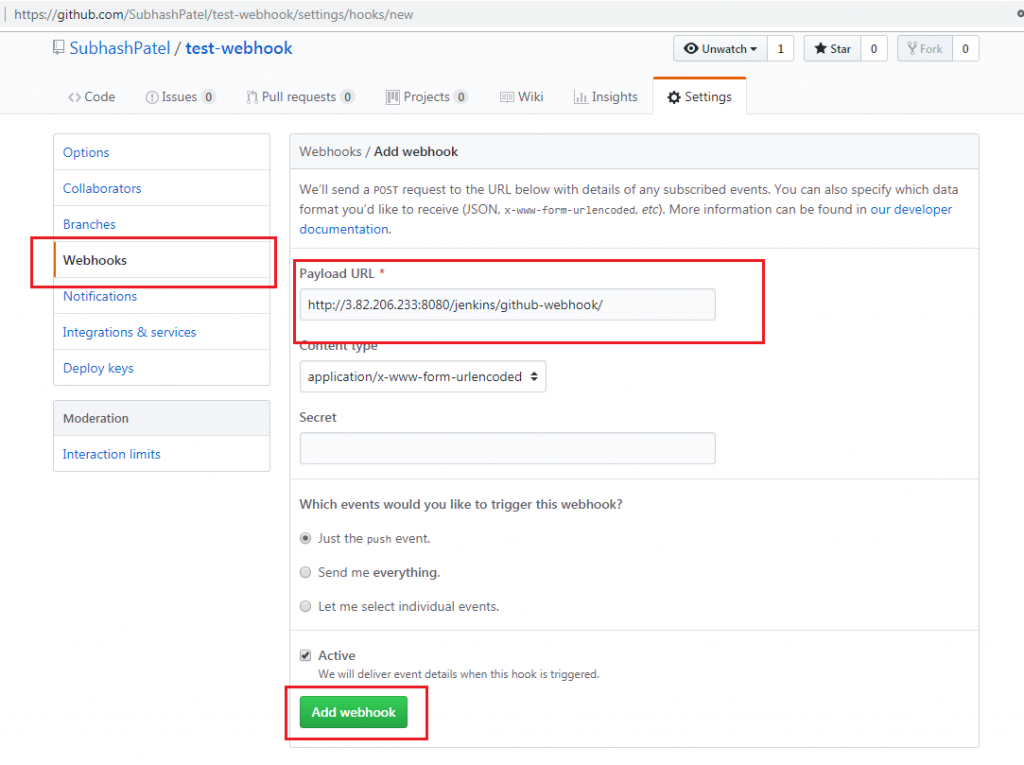 https://github.com/SubhashPatel/test-webhook/settings/hooks/new
SubhashPatel / test-webhook
Unwatch 1 Star 0 Fork 0
Code Issues 0 Pull requests 0 Projects 0 Wiki Insights Settings
Options
Collaborators
Branches
Webhooks
Notifications
Integrations & services
Deploy keys
Moderation
Interaction limits
Webhooks / Add webhook
We'll send a POST request to the URL below with details of any subscribed events. You can also specify which data
format you'd like to receive (JSON, x-www-form-urlencoded, etc). More information can be found in our developer
documentation.
Payload URL *
http://3.82.206.233:8080/jenkins/github-webhook/
Content type
application/x-www-form-urlencoded
Secret
Which events would you like to trigger this webhook?
Just the push event.
Send me everything.
Let me select individual events.
Active
We will deliver event details when this hook is triggered.
Add webhook